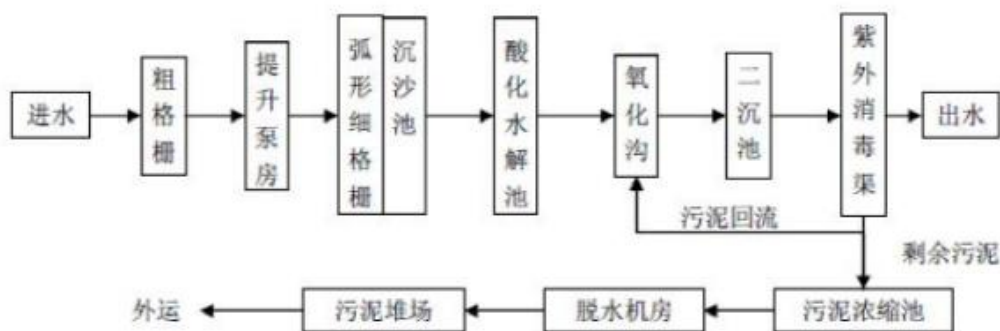 进水
粗格栅
提升泵房
弧形细格栅
沉沙池
酸化水解池
氧化沟
二沉池
紫外消毒渠
出水
污泥回流
剩余污泥
外运
污泥堆场
脱水机房
污泥浓缩池